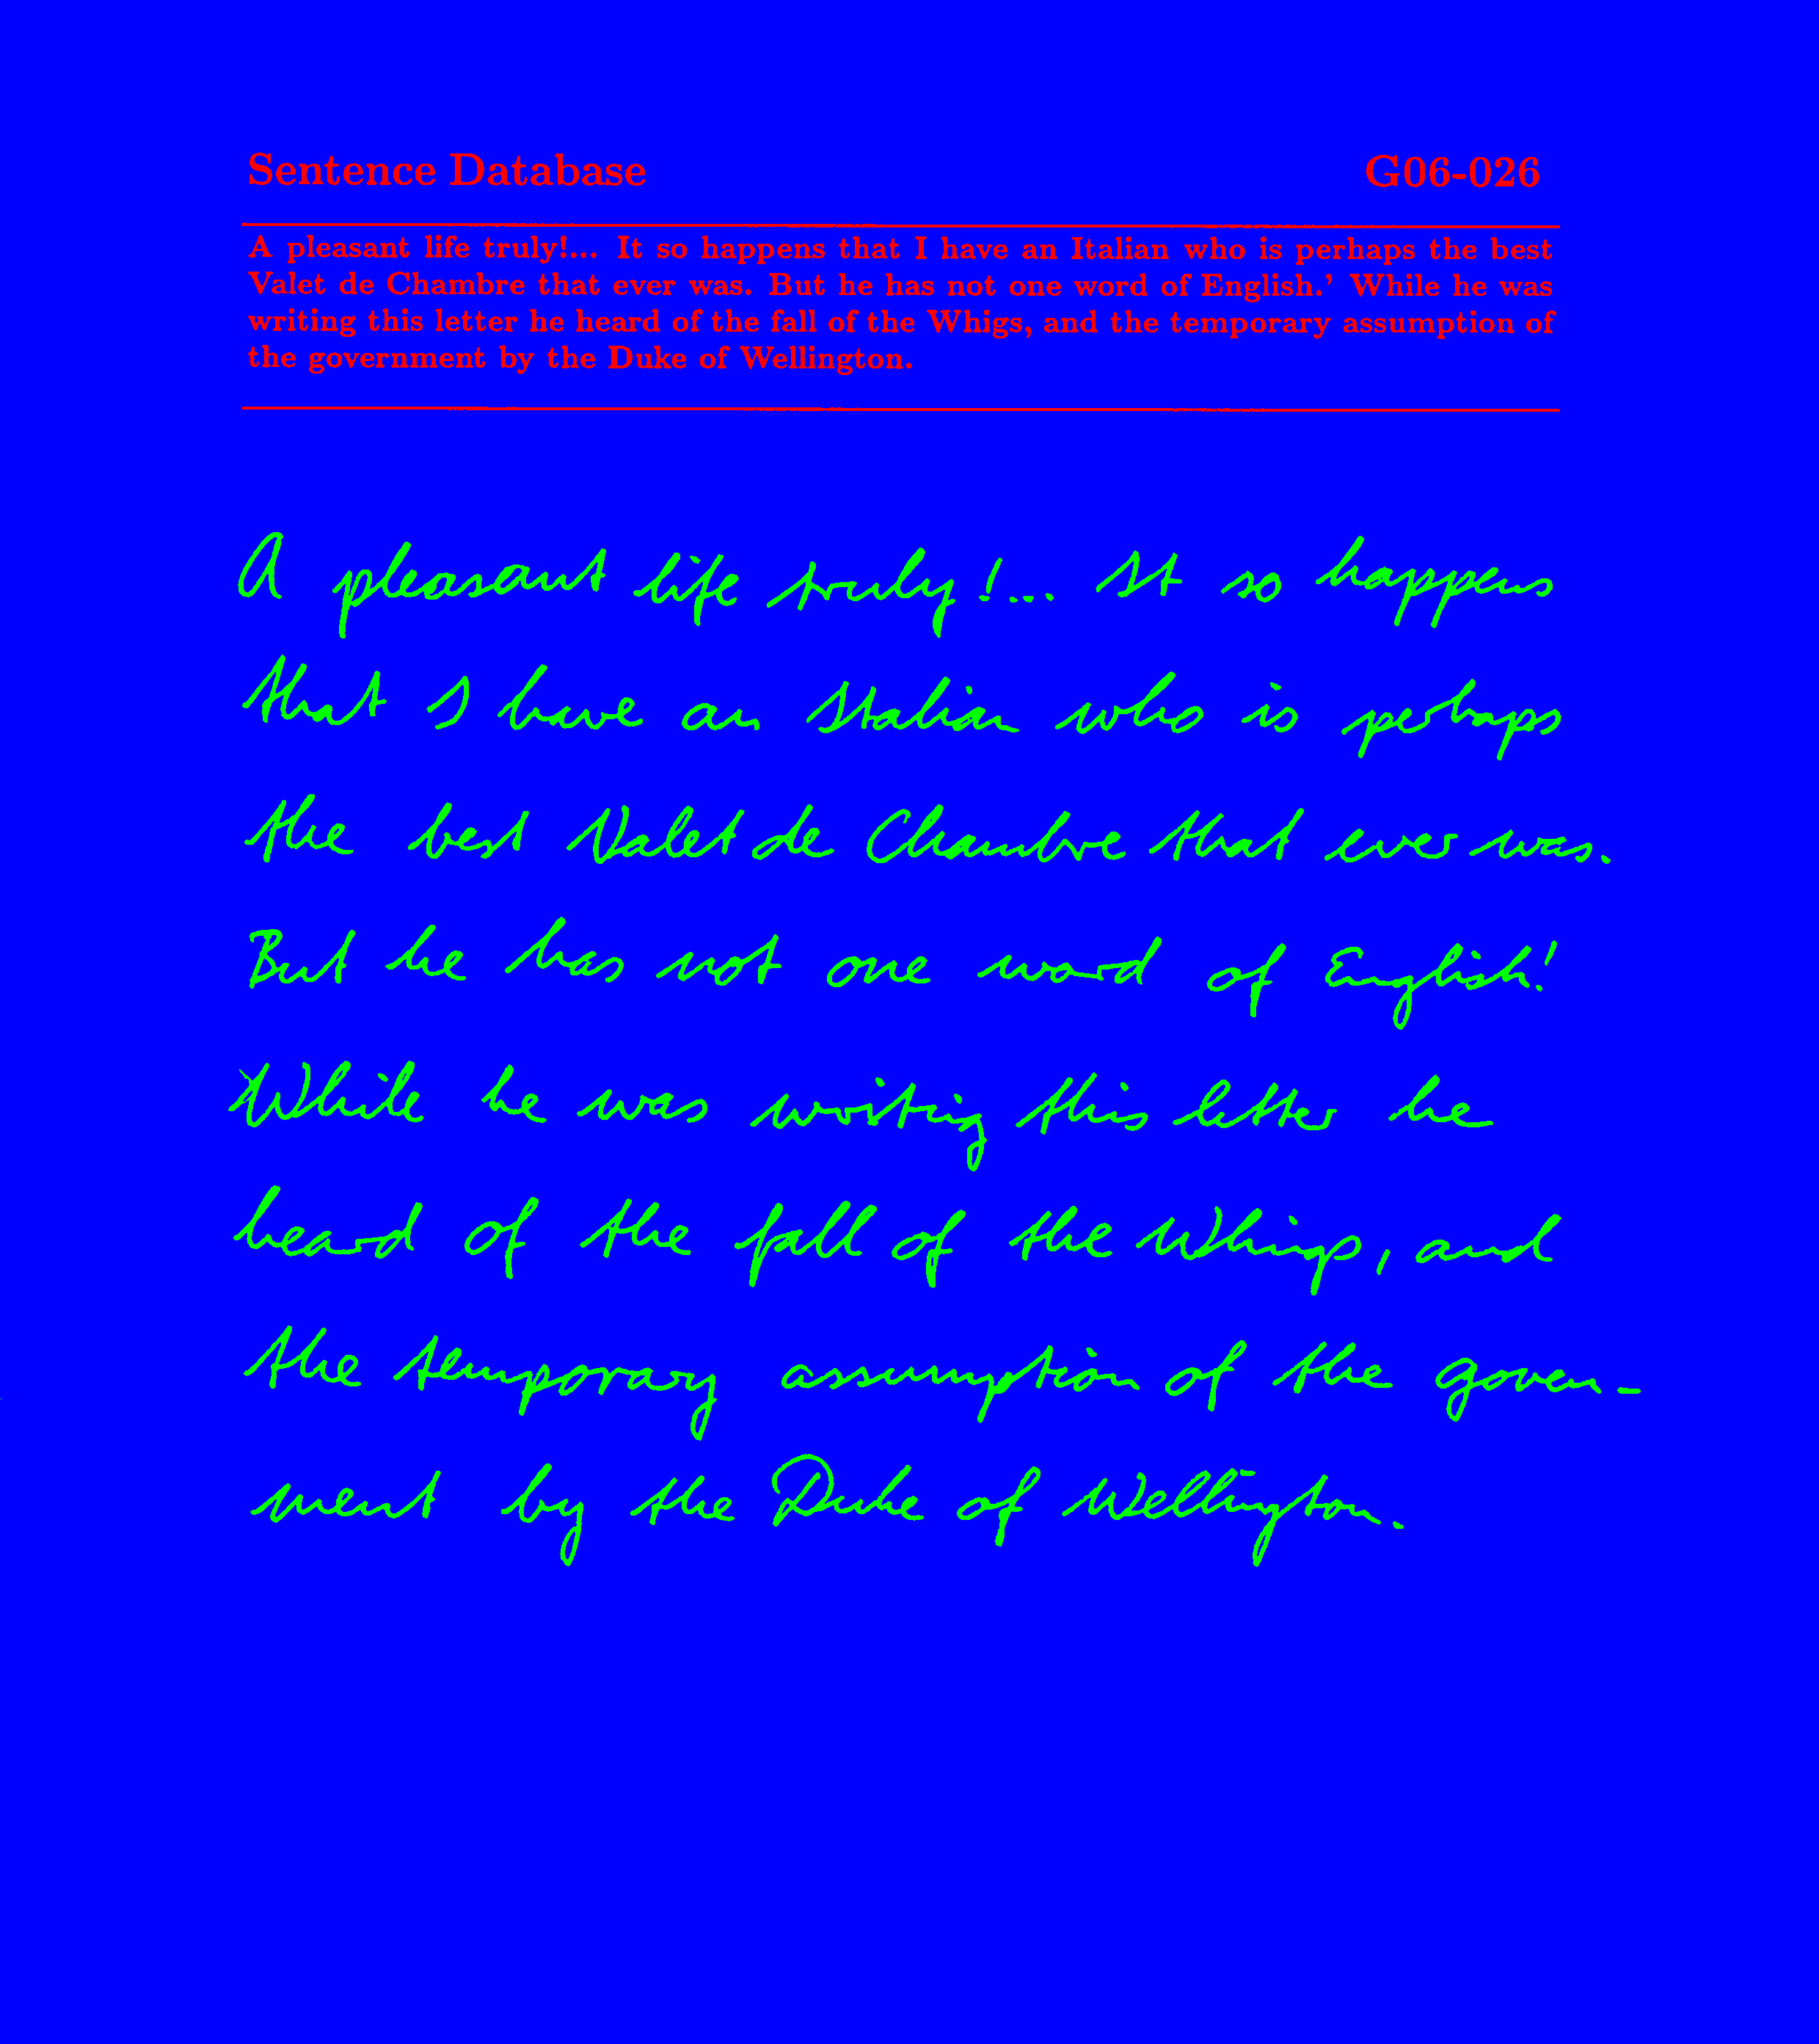 Sentence Database G06-026
A pleasant life truly!... It so happens that I have an Italian who is perhaps the best
Valet de Chambre that ever was. But he has not one word of English.' While he was
writing this letter he heard of the fall of the Whigs, and the temporary assumption of
the government by the Duke of Wellington.
A pleasant life truly!... It so happens
that I have an Italian who is perhaps
the best Valet de Chambre that ever was.
But he has not one word of English!
While he was writing this letter he
heard of the fall of the Whigs, and
the temporary assumption of the goven-
ment by the Duke of Wellington.